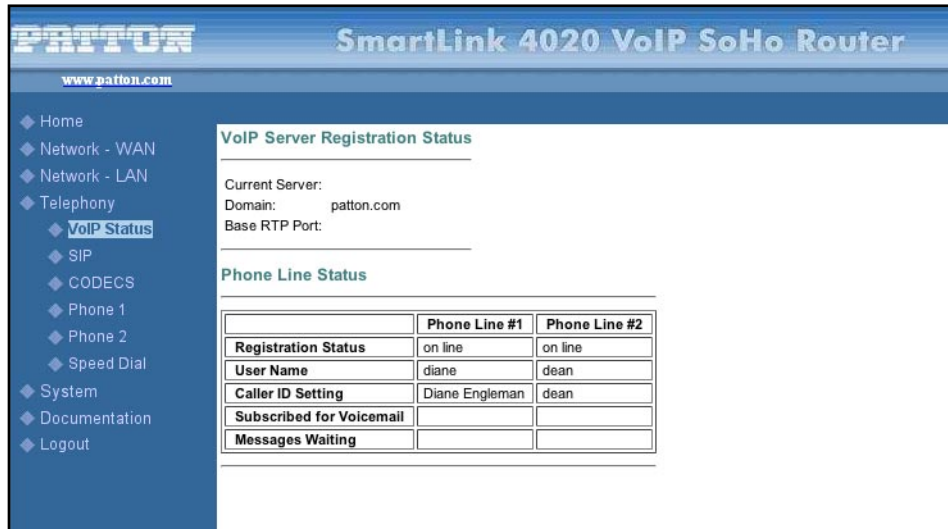 PATTON
SmartLink 4020 VoIP SoHo Router
www.patton.com
Home
Network - WAN
Network - LAN
Telephony
VoIP Status
SIP
CODECS
Phone 1
Phone 2
Speed Dial
System
Documentation
Logout
VoIP Server Registration Status
Current Server:
Domain: patton.com
Base RTP Port:
Phone Line Status
Phone Line #1 Phone Line #2
Registration Status on line on line
User Name diane dean
Caller ID Setting Diane Engleman dean
Subscribed for Voicemail
Messages Waiting